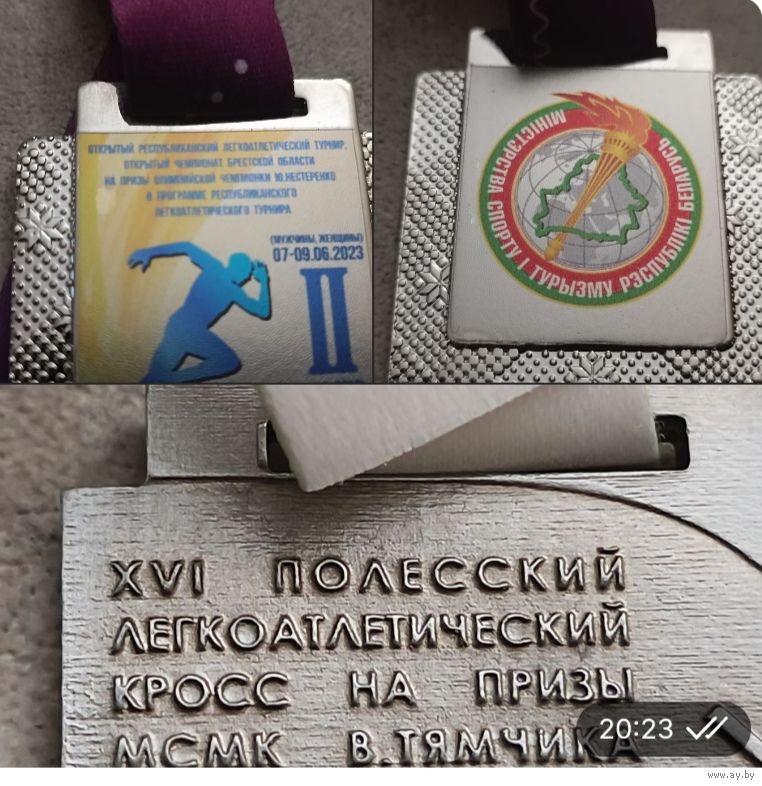 ОТКРЫТЫЙ РЕСПУБЛИКАНСКИЙ ЛЕГКОАТЛЕТИЧЕСКИЙ ТУРНИР,
ОТКРЫТЫЙ ЧЕМПИОНАТ БРЕСТСКОЙ ОБЛАСТИ
НА ПРИЗЫ ОЛИМПИЙСКОЙ ЧЕМПИОНКИ Ю.НЕСТЕРЕНКО
В ПРОГРАММЕ РЕСПУБЛИКАНСКОГО
ЛЕГКОАТЛЕТИЧЕСКОГО ТУРНИРА
(МУЖЧИНЫ, ЖЕНЩИНЫ)
07-09.06.2023
II
МІНІСТЭРСТВА СПОРТУ І ТУРЫЗМУ РЭСПУБЛІКІ БЕЛАРУСЬ
XVI ПОЛЕССКИЙ
ЛЕГКОАТЛЕТИЧЕСКИЙ
КРОСС НА ПРИЗЫ
МСМК В.ТЯМЧИКА
20:23
www.ay.by